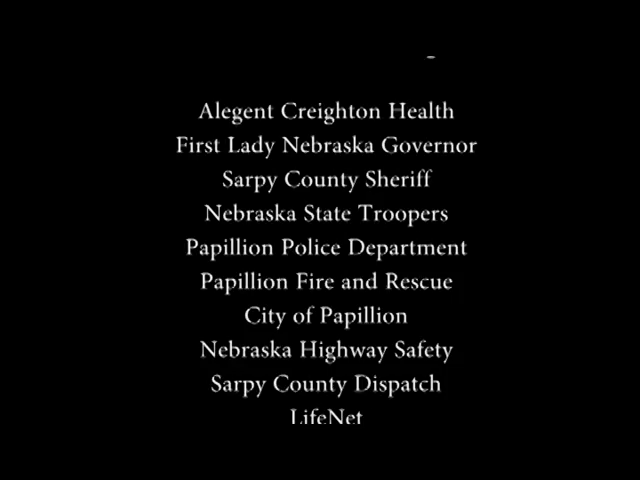 Alegent Creighton Health
First Lady Nebraska Governor
Sarpy County Sheriff
Nebraska State Troopers
Papillion Police Department
Papillion Fire and Rescue
City of Papillion
Nebraska Highway Safety
Sarpy County Dispatch
LifeNet